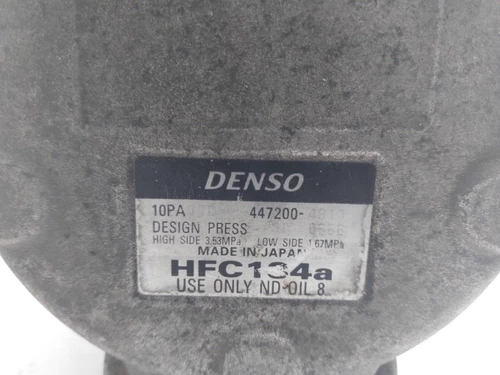 DENSO
10PA 447200-
DESIGN PRESS
HIGH SIDE 3.53MPa LOW SIDE 1.67MPa
MADE IN JAPAN
HFC134a
USE ONLY ND-OIL 8